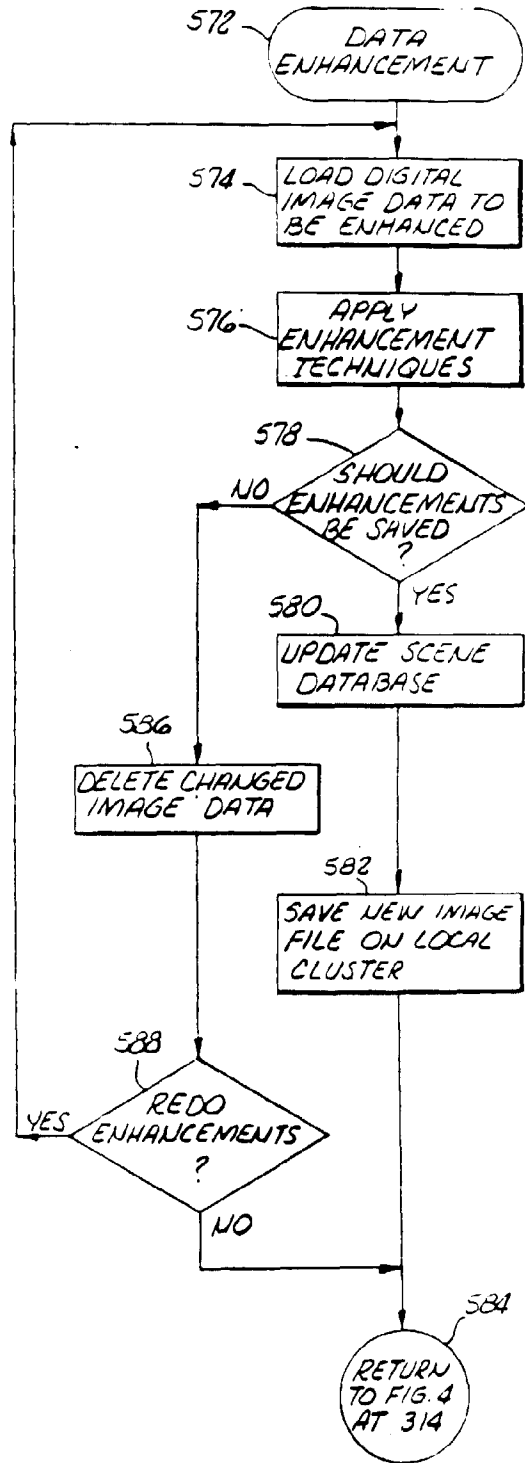 572
DATA
ENHANCEMENT
574
LOAD DIGITAL
IMAGE DATA TO
BE ENHANCED
576
APPLY
ENHANCEMENT
TECHNIQUES
578
SHOULD
ENHANCEMENTS
BE SAVED
?
NO
YES
580
UPDATE SCENE
DATABASE
586
DELETE CHANGED
IMAGE DATA
582
SAVE NEW IMAGE
FILE ON LOCAL
CLUSTER
588
REDO
ENHANCEMENTS
?
YES
NO
584
RETURN
TO FIG. 4
AT 314